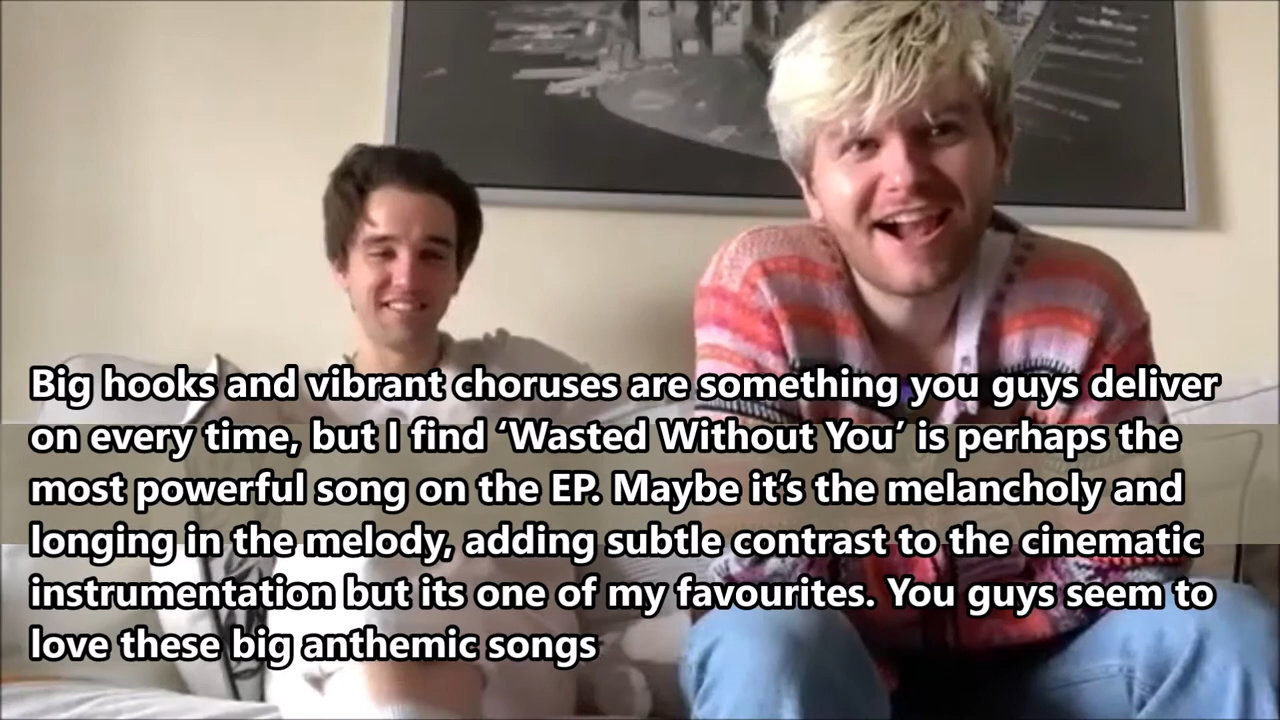 Big hooks and vibrant choruses are something you guys deliver
on every time, but I find ‘Wasted Without You’ is perhaps the
most powerful song on the EP. Maybe it’s the melancholy and
longing in the melody, adding subtle contrast to the cinematic
instrumentation but its one of my favourites. You guys seem to
love these big anthemic songs